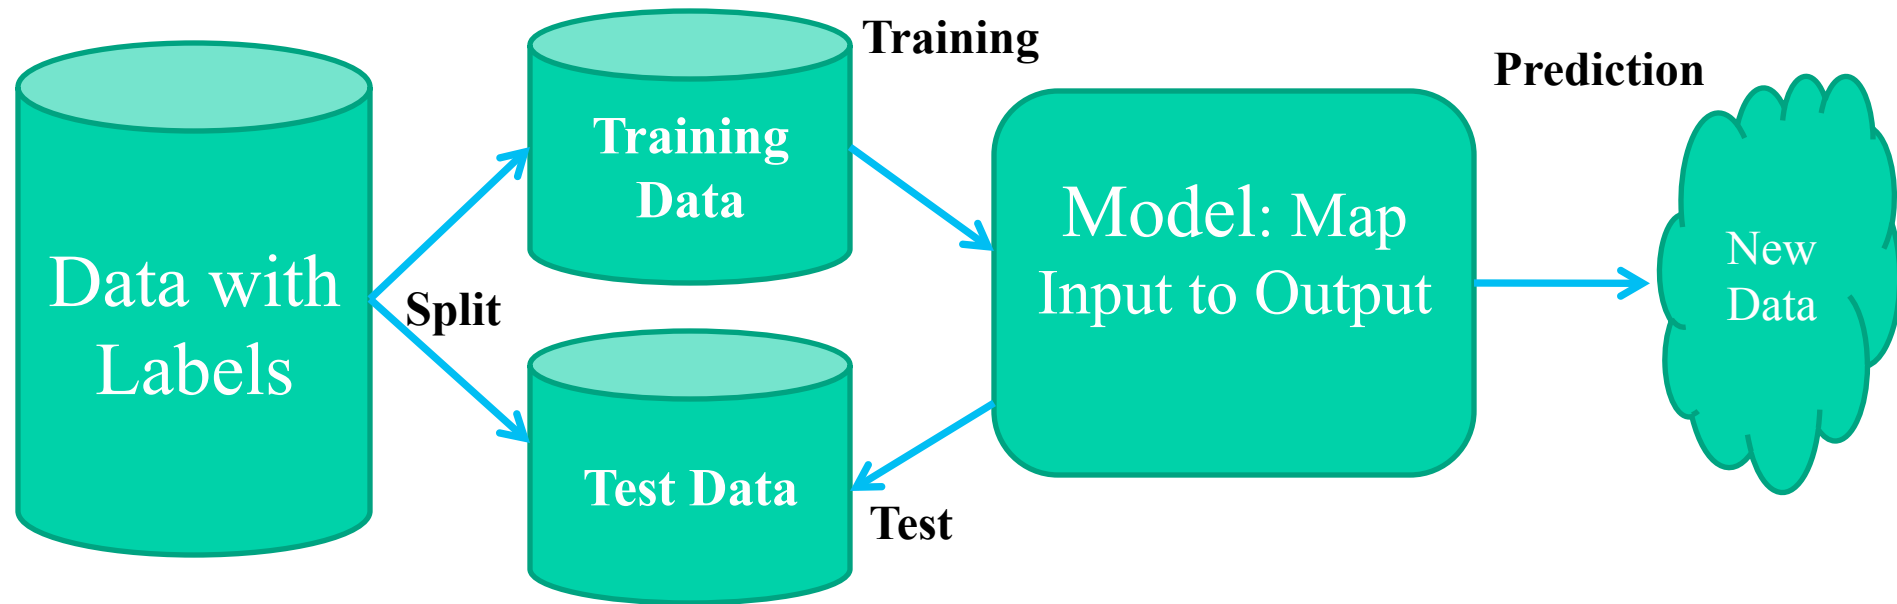 Data with
Labels
Split
Training
Data
Training
Test Data
Test
Model: Map
Input to Output
Prediction
New
Data